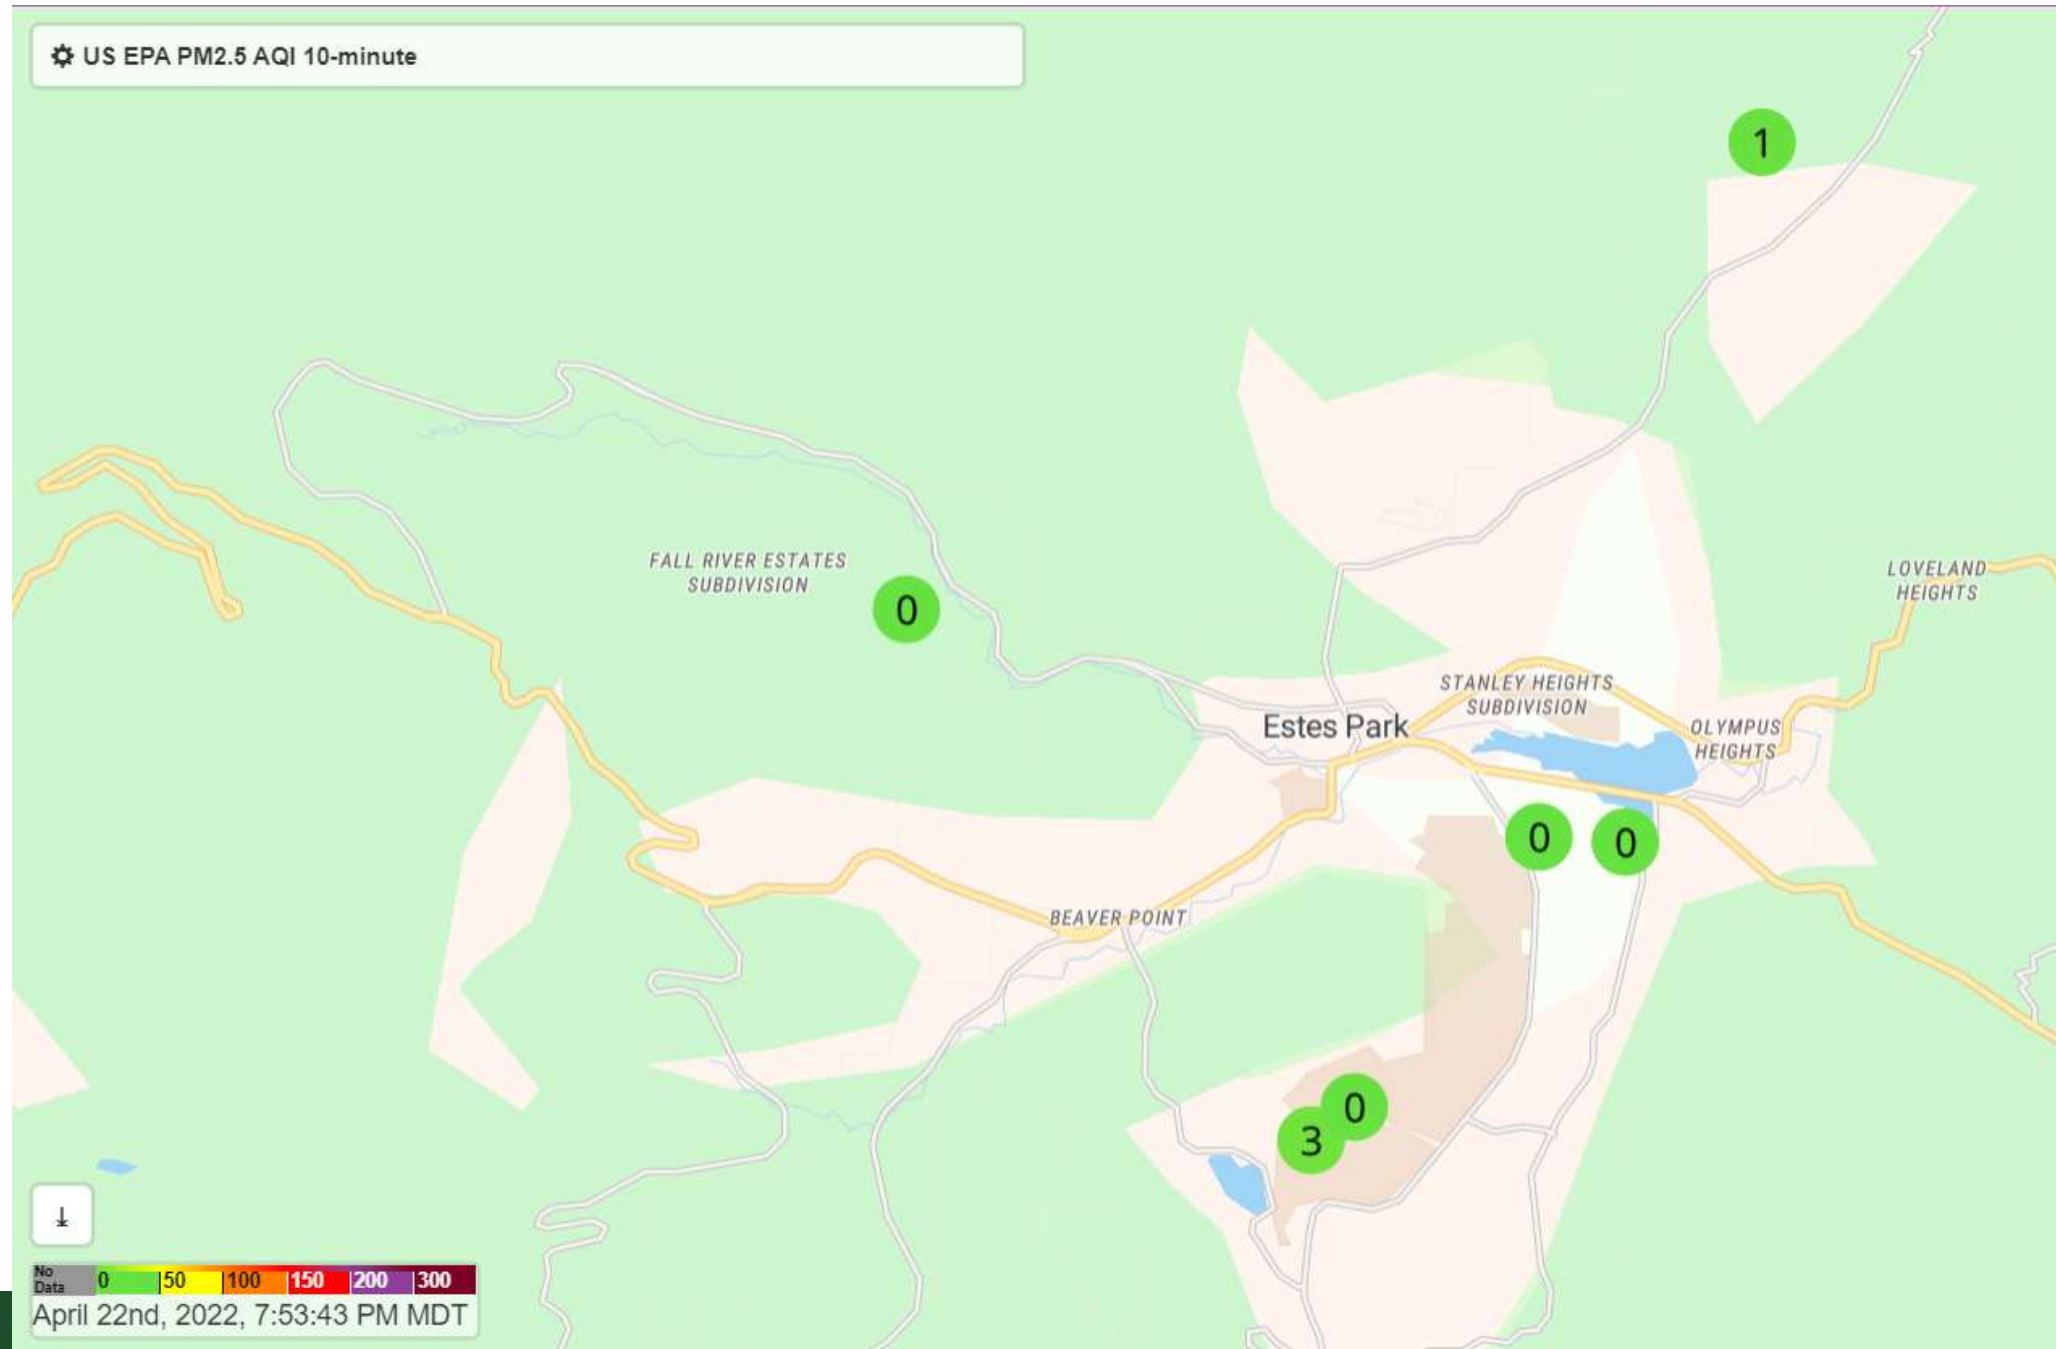 US EPA PM2.5 AQI 10-minute
1
FALL RIVER ESTATES
SUBDIVISION
0
LOVELAND
HEIGHTS
STANLEY HEIGHTS
SUBDIVISION
Estes Park
OLYMPUS
HEIGHTS
0
0
BEAVER POINT
0
3
No
Data
0 50 100 150 200 300
April 22nd, 2022, 7:53:43 PM MDT